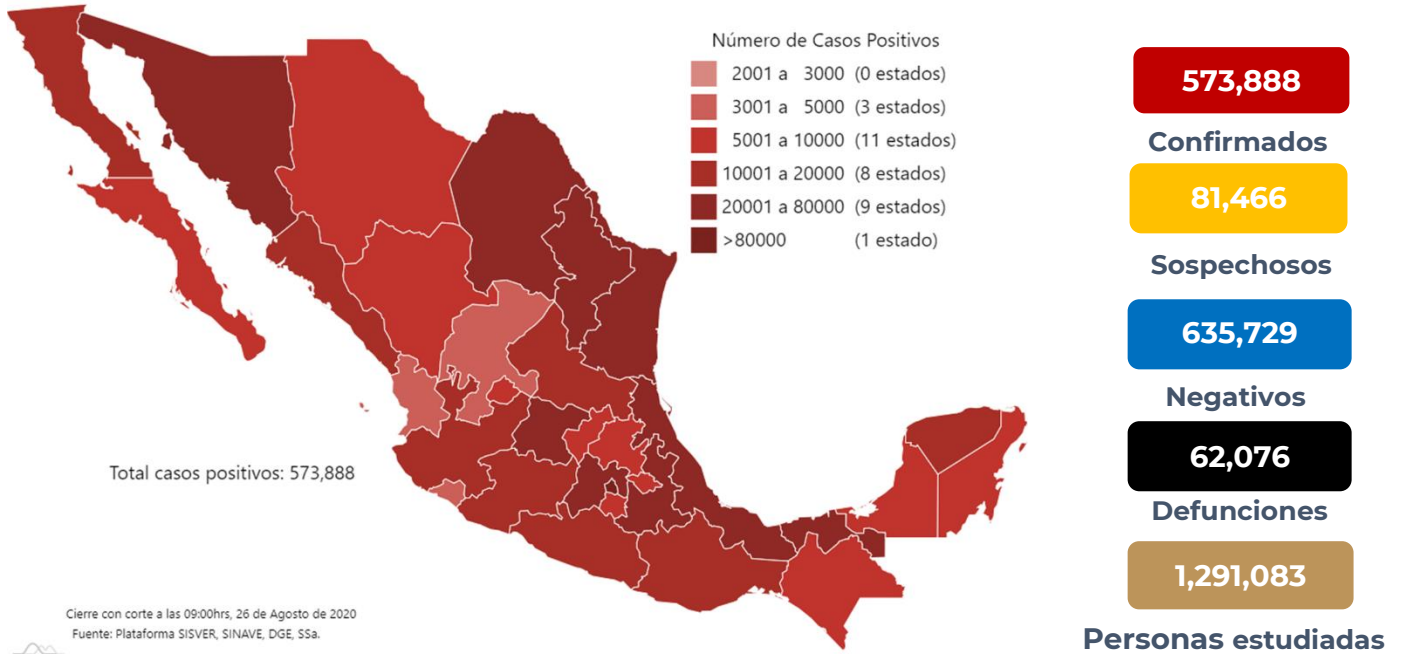 Número de Casos Positivos
2001 a 3000 (0 estados)
3001 a 5000 (3 estados)
5001 a 10000 (11 estados)
10001 a 20000 (8 estados)
20001 a 80000 (9 estados)
>80000 (1 estado)
Total casos positivos: 573,888
Cierre con corte a las 09:00hrs, 26 de Agosto de 2020
Fuente: Plataforma SISVER, SINAVE, DGE, SSa.
573,888
Confirmados
81,466
Sospechosos
635,729
Negativos
62,076
Defunciones
1,291,083
Personas estudiadas